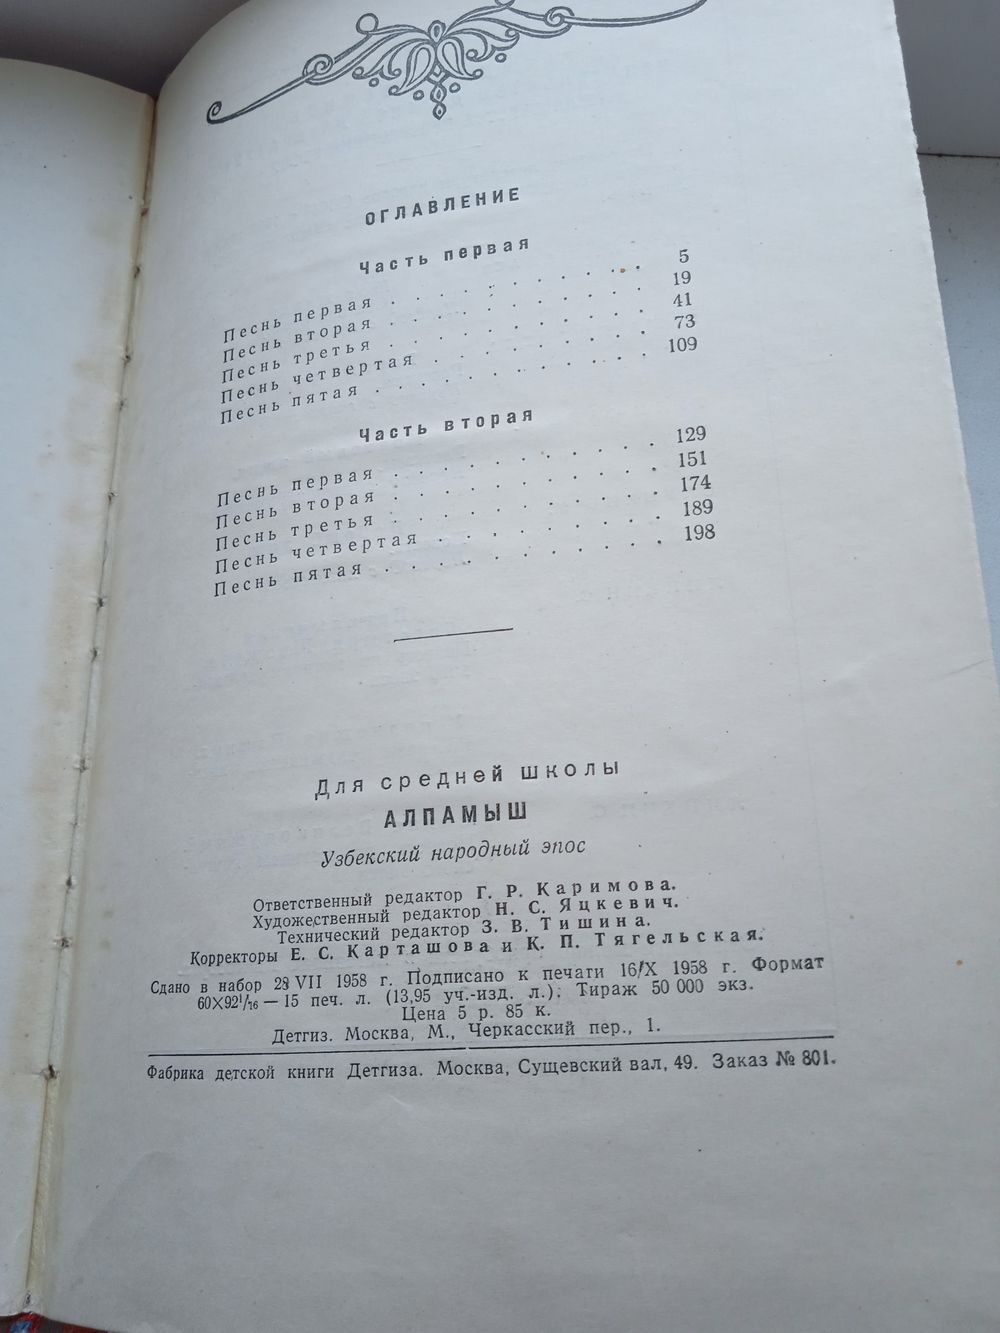 ОГЛАВЛЕНИЕ
Часть первая
Песнь первая . . . . . . . . . . . 5
Песнь вторая . . . . . . . . . . . 19
Песнь третья . . . . . . . . . . . 41
Песнь четвертая . . . . . . . . . 73
Песнь пятая . . . . . . . . . . . 109
Часть вторая
Песнь первая . . . . . . . . . . . 129
Песнь вторая . . . . . . . . . . . 151
Песнь третья . . . . . . . . . . . 174
Песнь четвертая . . . . . . . . . 189
Песнь пятая . . . . . . . . . . . 198
Для средней школы
АЛПАМЫШ
Узбекский народный эпос
Ответственный редактор Г. Р. Каримова.
Художественный редактор Н. С. Яцкевич.
Технический редактор З. В. Тишина.
Корректоры Е. С. Карташова и К. П. Тягельская.
Сдано в набор 28 VII 1958 г. Подписано к печати 16/X 1958 г. Формат
60×92¹/₁₆ — 15 печ. л. (13,95 уч.-изд. л.). Тираж 50 000 экз.
Цена 5 р. 85 к.
Детгиз. Москва, М., Черкасский пер., 1.
Фабрика детской книги Детгиза. Москва, Сущевский вал, 49. Заказ № 801.